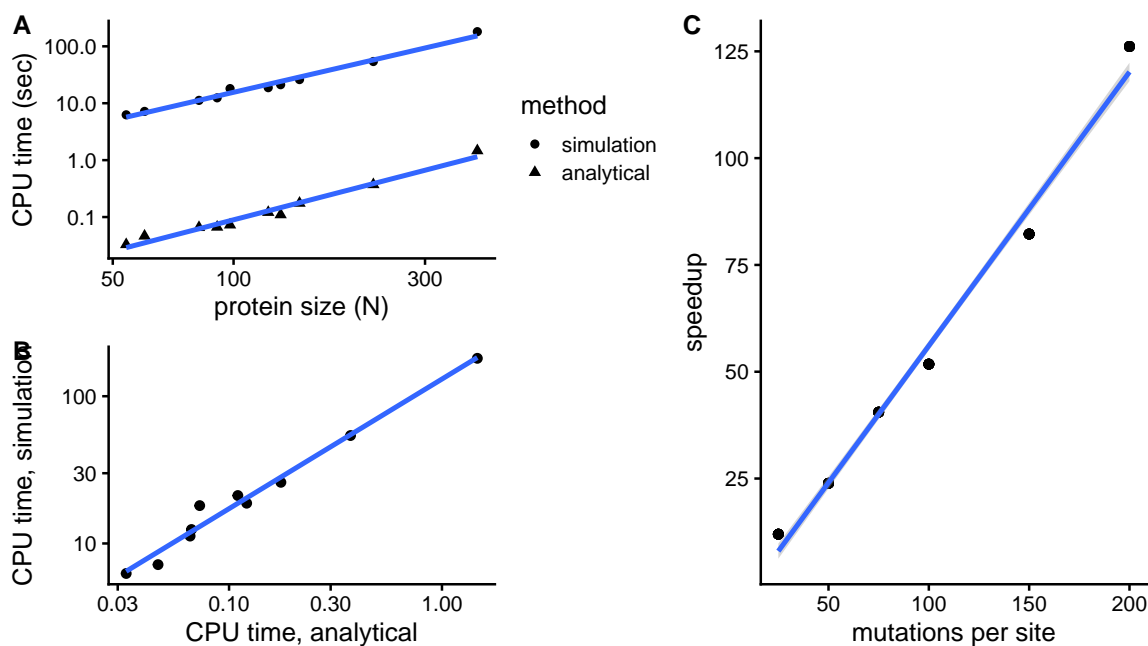 A
CPU time (sec)
100.0
10.0
1.0
0.1
50
100
300
protein size (N)
method
simulation
analytical
B
CPU time, simulation
100
30
10
0.03
0.10
0.30
1.00
CPU time, analytical
C
speedup
125
100
75
50
25
50
100
150
200
mutations per site